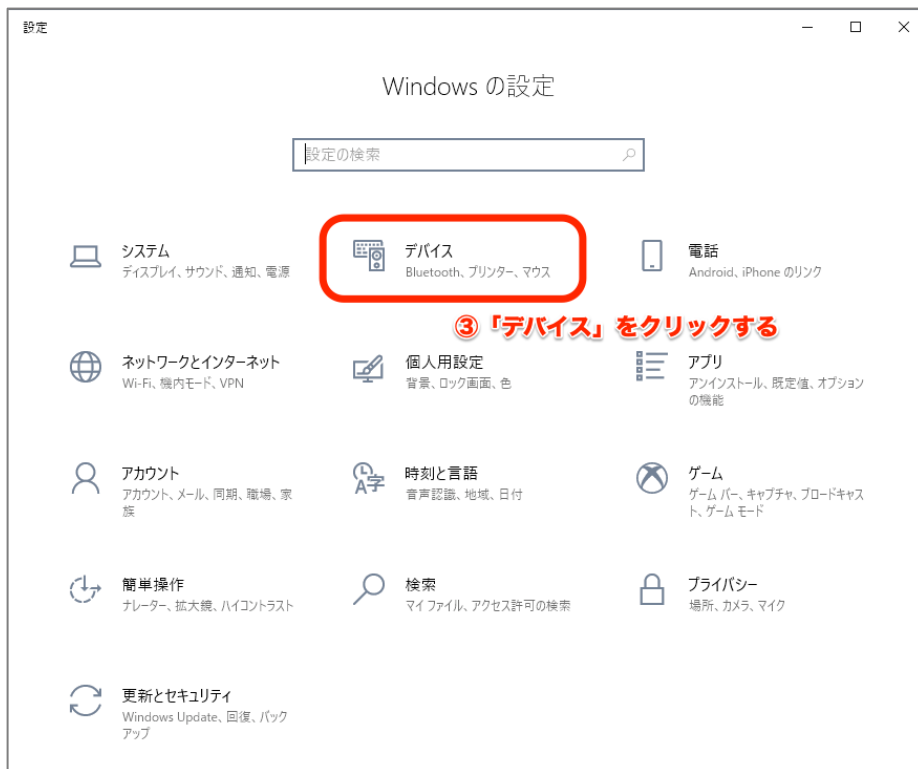 設定
Windows の設定
設定の検索
システム
ディスプレイ、サウンド、通知、電源
デバイス
Bluetooth、プリンター、マウス
電話
Android、iPhone のリンク
③「デバイス」をクリックする
ネットワークとインターネット
Wi-Fi、機内モード、VPN
個人用設定
背景、ロック画面、色
アプリ
アンインストール、既定値、オプション
の機能
アカウント
アカウント、メール、同期、職場、家
族
時刻と言語
音声認識、地域、日付
ゲーム
ゲーム バー、キャプチャ、ブロードキャス
ト、ゲーム モード
簡単操作
ナレーター、拡大鏡、ハイコントラスト
検索
マイ ファイル、アクセス許可の検索
プライバシー
場所、カメラ、マイク
更新とセキュリティ
Windows Update、回復、バック
アップ